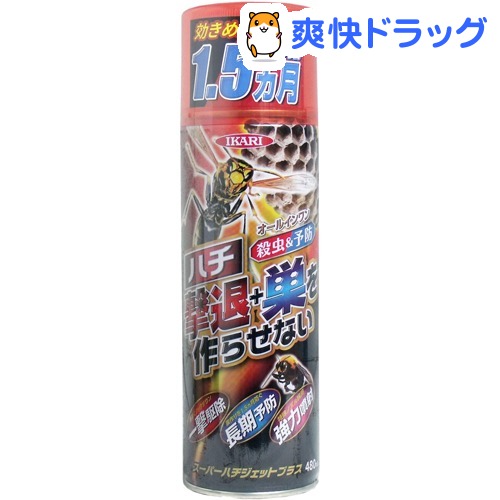 爽快ドラッグ
効きめ
1.5ヵ月
IKARI
オールインワン
殺虫&予防
ハチ
撃退+巣を
作らせない
一撃駆除
長期予防
強力噴射
スーパーハチジェットプラス 480